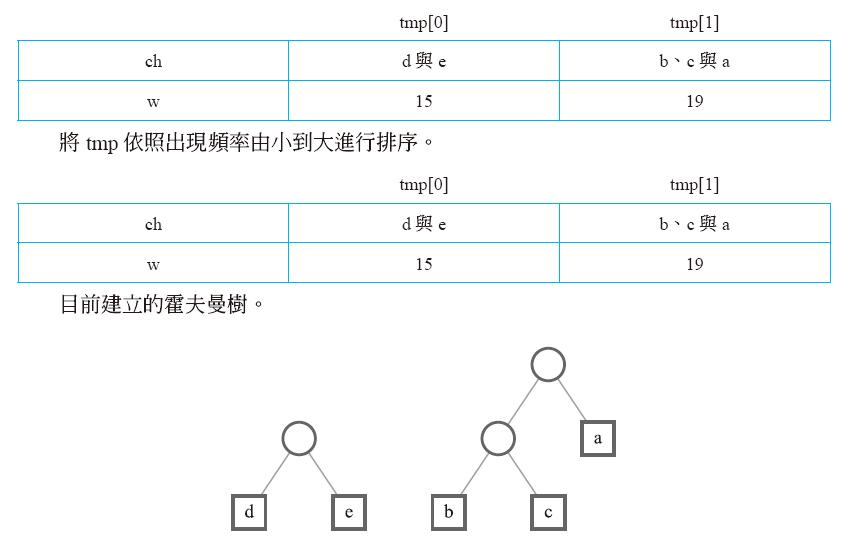 tmp[0] tmp[1]
ch d 與 e b、c 與 a
w 15 19
將 tmp 依照出現頻率由小到大進行排序。
tmp[0] tmp[1]
ch d 與 e b、c 與 a
w 15 19
目前建立的霍夫曼樹。
a
d e b c